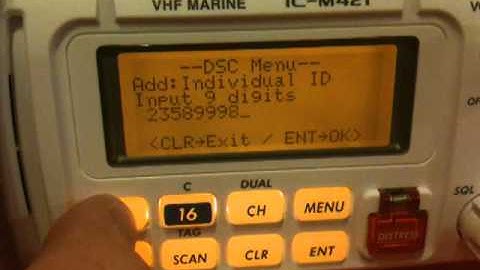 VHF MARINE
IC-M421
--DSC Menu--
Add:Individual ID
Input 9 digits
23589998_
<CLR→Exit / ENT→OK>
C
DUAL
16
CH
MENU
TAG
SCAN
CLR
ENT
DISTRESS
SQL